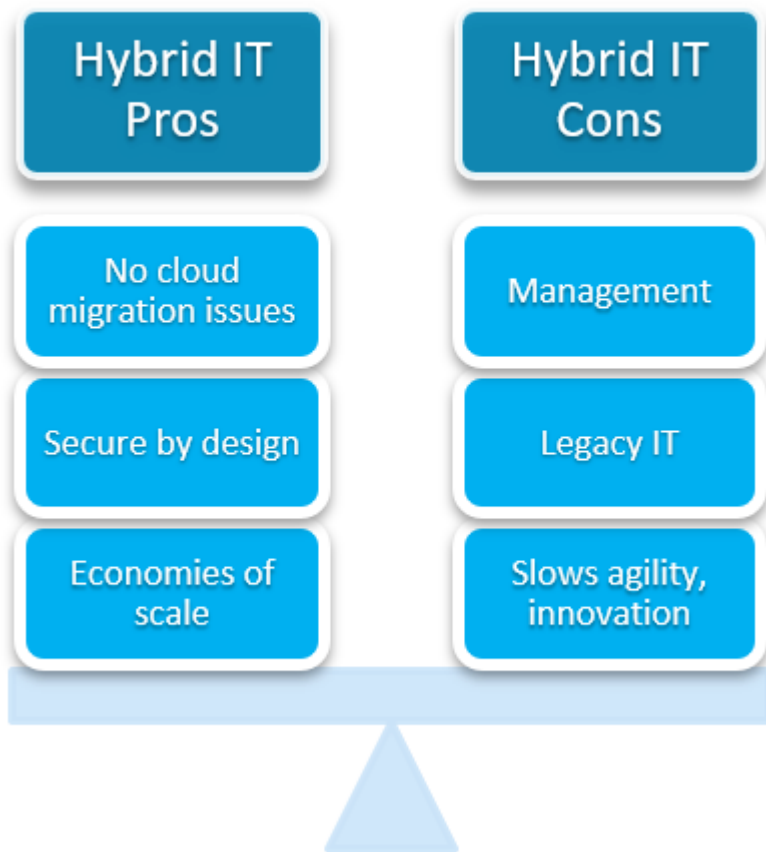 Hybrid IT
Pros
No cloud
migration issues
Secure by design
Economies of
scale
Hybrid IT
Cons
Management
Legacy IT
Slows agility,
innovation